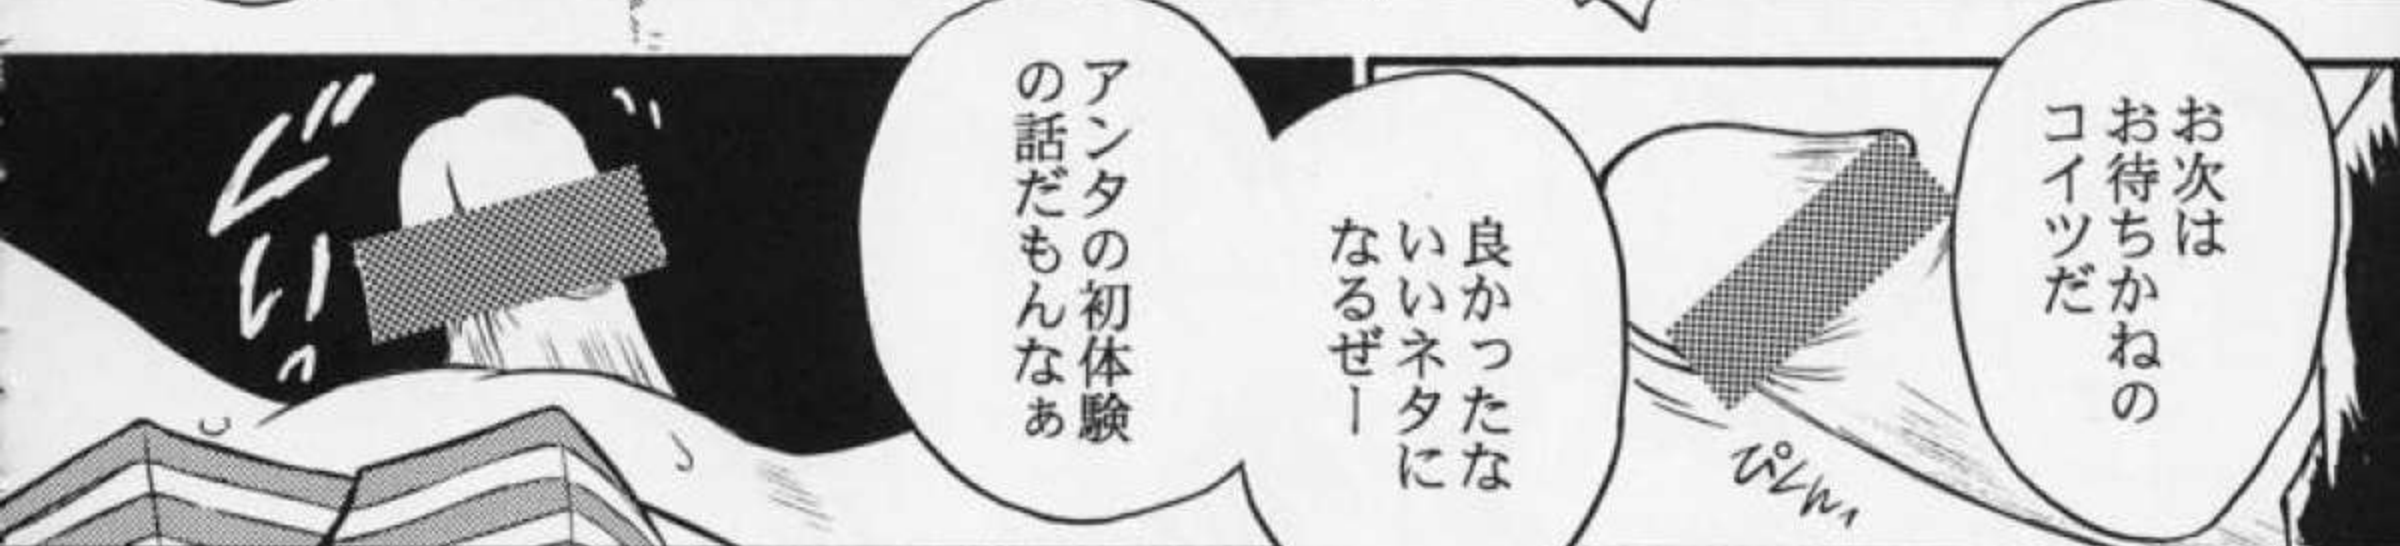 お次は
お待ちかねの
コイツだ
ぴくん
良かったな
いいネタに
なるぜー
アンタの初体験
の話だもんなぁ
びいっ